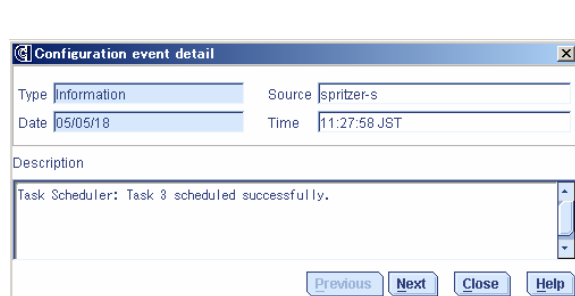 Configuration event detail
Type Information Source spritzer-s
Date 05/05/18 Time 11:27:58 JST
Description
Task Scheduler: Task 3 scheduled successfully.
Previous Next Close Help